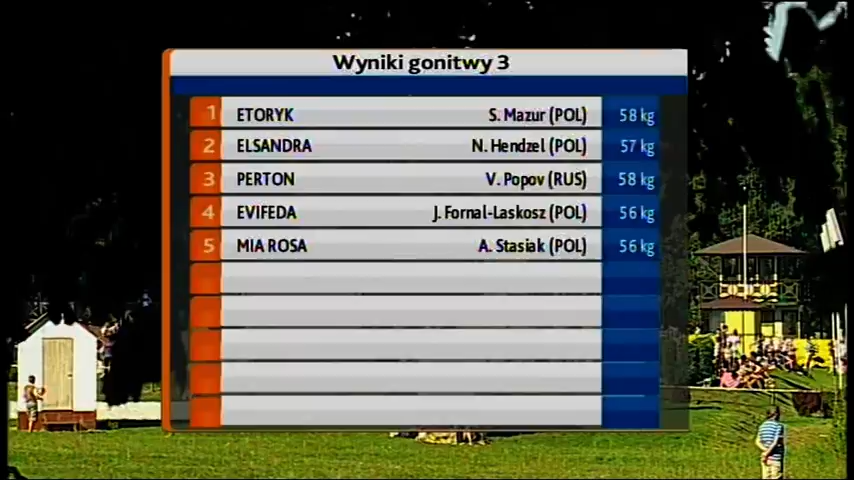 Wyniki gonitwy 3
1 ETORYK S. Mazur (POL) 58 kg
2 ELSANDRA N. Hendzel (POL) 57 kg
3 PERTON V. Popov (RUS) 58 kg
4 EVIFEDA J. Fornal-Laskosz (POL) 56 kg
5 MIA ROSA A. Stasiak (POL) 56 kg